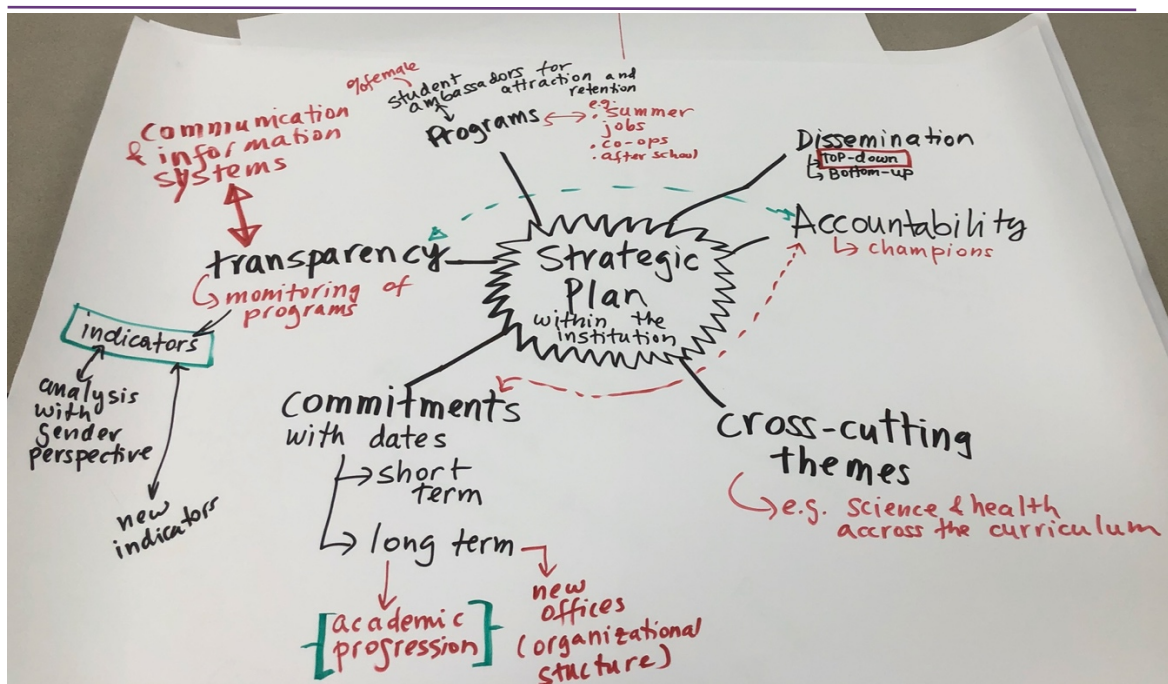 % female
student
ambassadors for
attraction and
retention
Programs
e.g.
. summer
jobs
. co-ops
. after school
Communication
& information
systems
transparency
monitoring of
programs
indicators
analysis
with
gender
perspective
new
indicators
Strategic
Plan
within the
institution
Dissemination
TOP-down
Bottom-up
Accountability
champions
commitments
with dates
short
term
long term
academic
progression
new
offices
(organizational
stucture)
cross-cutting
themes
e.g. science & health
accross the curriculum